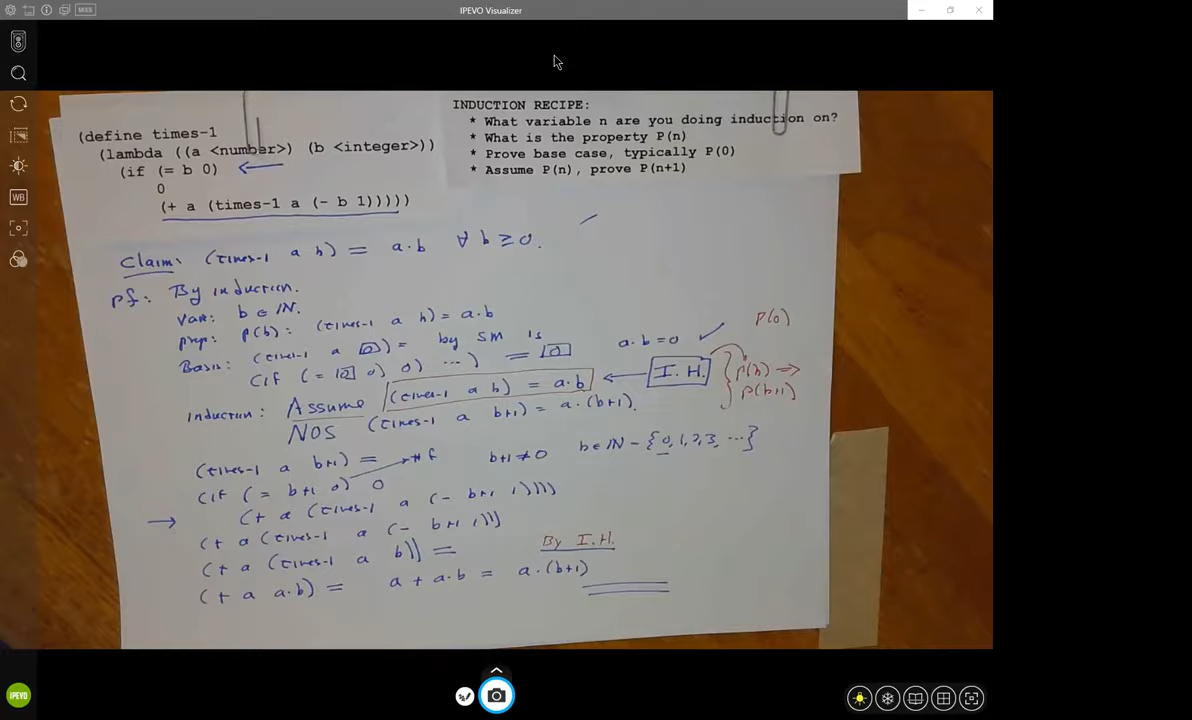 IPEVO Visualizer
(define times-1
(lambda ((a <number>) (b <integer>))
(if (= b 0)
0
(+ a (times-1 a (- b 1)))))
INDUCTION RECIPE:
* What variable n are you doing induction on?
* What is the property P(n)
* Prove base case, typically P(0)
* Assume P(n), prove P(n+1)
Claim: (times-1 a b) = a·b ∀ b ≥ 0.
pf: By induction.
Var: b ∈ IN.
prop: P(b): (times-1 a b) = a·b
Basis: (times-1 a 0) = by SM is
(if (= 0 0) 0 ...) = 0 a·b = 0 P(0)
Induction: Assume (times-1 a b) = a·b I.H. P(b) ⇒ P(b+1)
NOS (times-1 a b+1) = a·(b+1).
(times-1 a b+1) = #f b+1 ≠ 0 b ∈ IN - {0, 1, 2, 3, ...}
(if (= b+1 0) 0
(+ a (times-1 a (- b+1 1))))
(+ a (times-1 a (- b+1 1)))
(+ a (times-1 a b)) = By I.H.
(+ a a·b) = a + a·b = a·(b+1)
WB
IPEVO